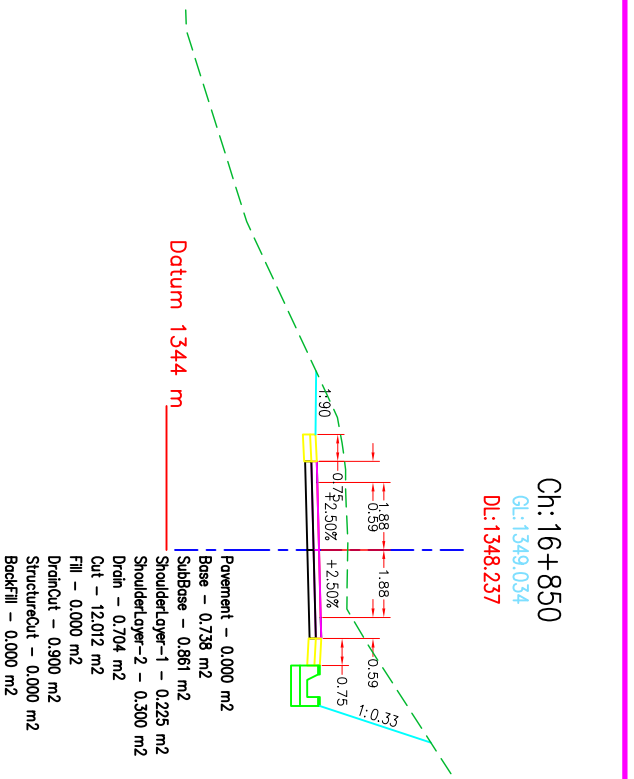 Ch:16+850
GL:1349.034
DL:1348.237
1.88
1.88
0.59
0.59
0.75
0.75
+2.50%
+2.50%
1:90
1:0.33
Datum 1344 m
Pavement - 0.000 m2
Base - 0.738 m2
SubBase - 0.861 m2
ShoulderLayer-1 - 0.225 m2
ShoulderLayer-2 - 0.300 m2
Drain - 0.704 m2
Cut - 12.012 m2
Fill - 0.000 m2
DrainCut - 0.900 m2
StructureCut - 0.000 m2
BackFill - 0.000 m2